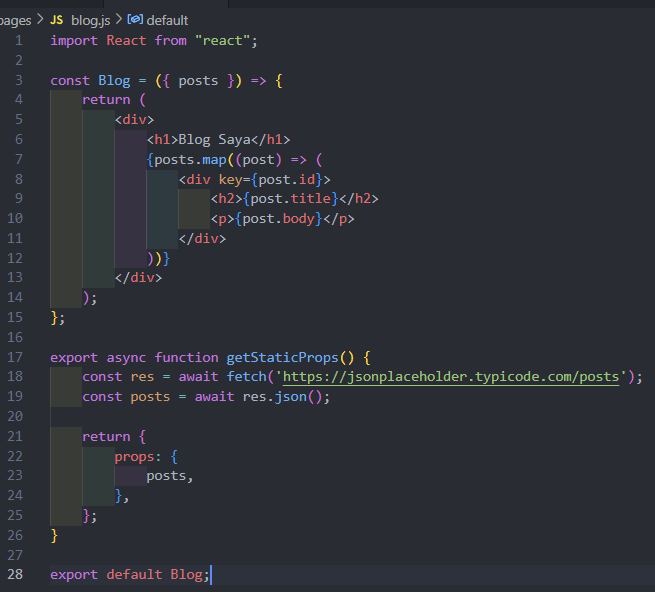 pages > JS blog.js > default
1 import React from "react";
2
3 const Blog = ({ posts }) => {
4     return (
5         <div>
6             <h1>Blog Saya</h1>
7             {posts.map((post) => (
8                 <div key={post.id}>
9                     <h2>{post.title}</h2>
10                     <p>{post.body}</p>
11                 </div>
12             ))}
13         </div>
14     );
15 };
16
17 export async function getStaticProps() {
18     const res = await fetch('https://jsonplaceholder.typicode.com/posts');
19     const posts = await res.json();
20
21     return {
22         props: {
23             posts,
24         },
25     };
26 }
27
28 export default Blog;